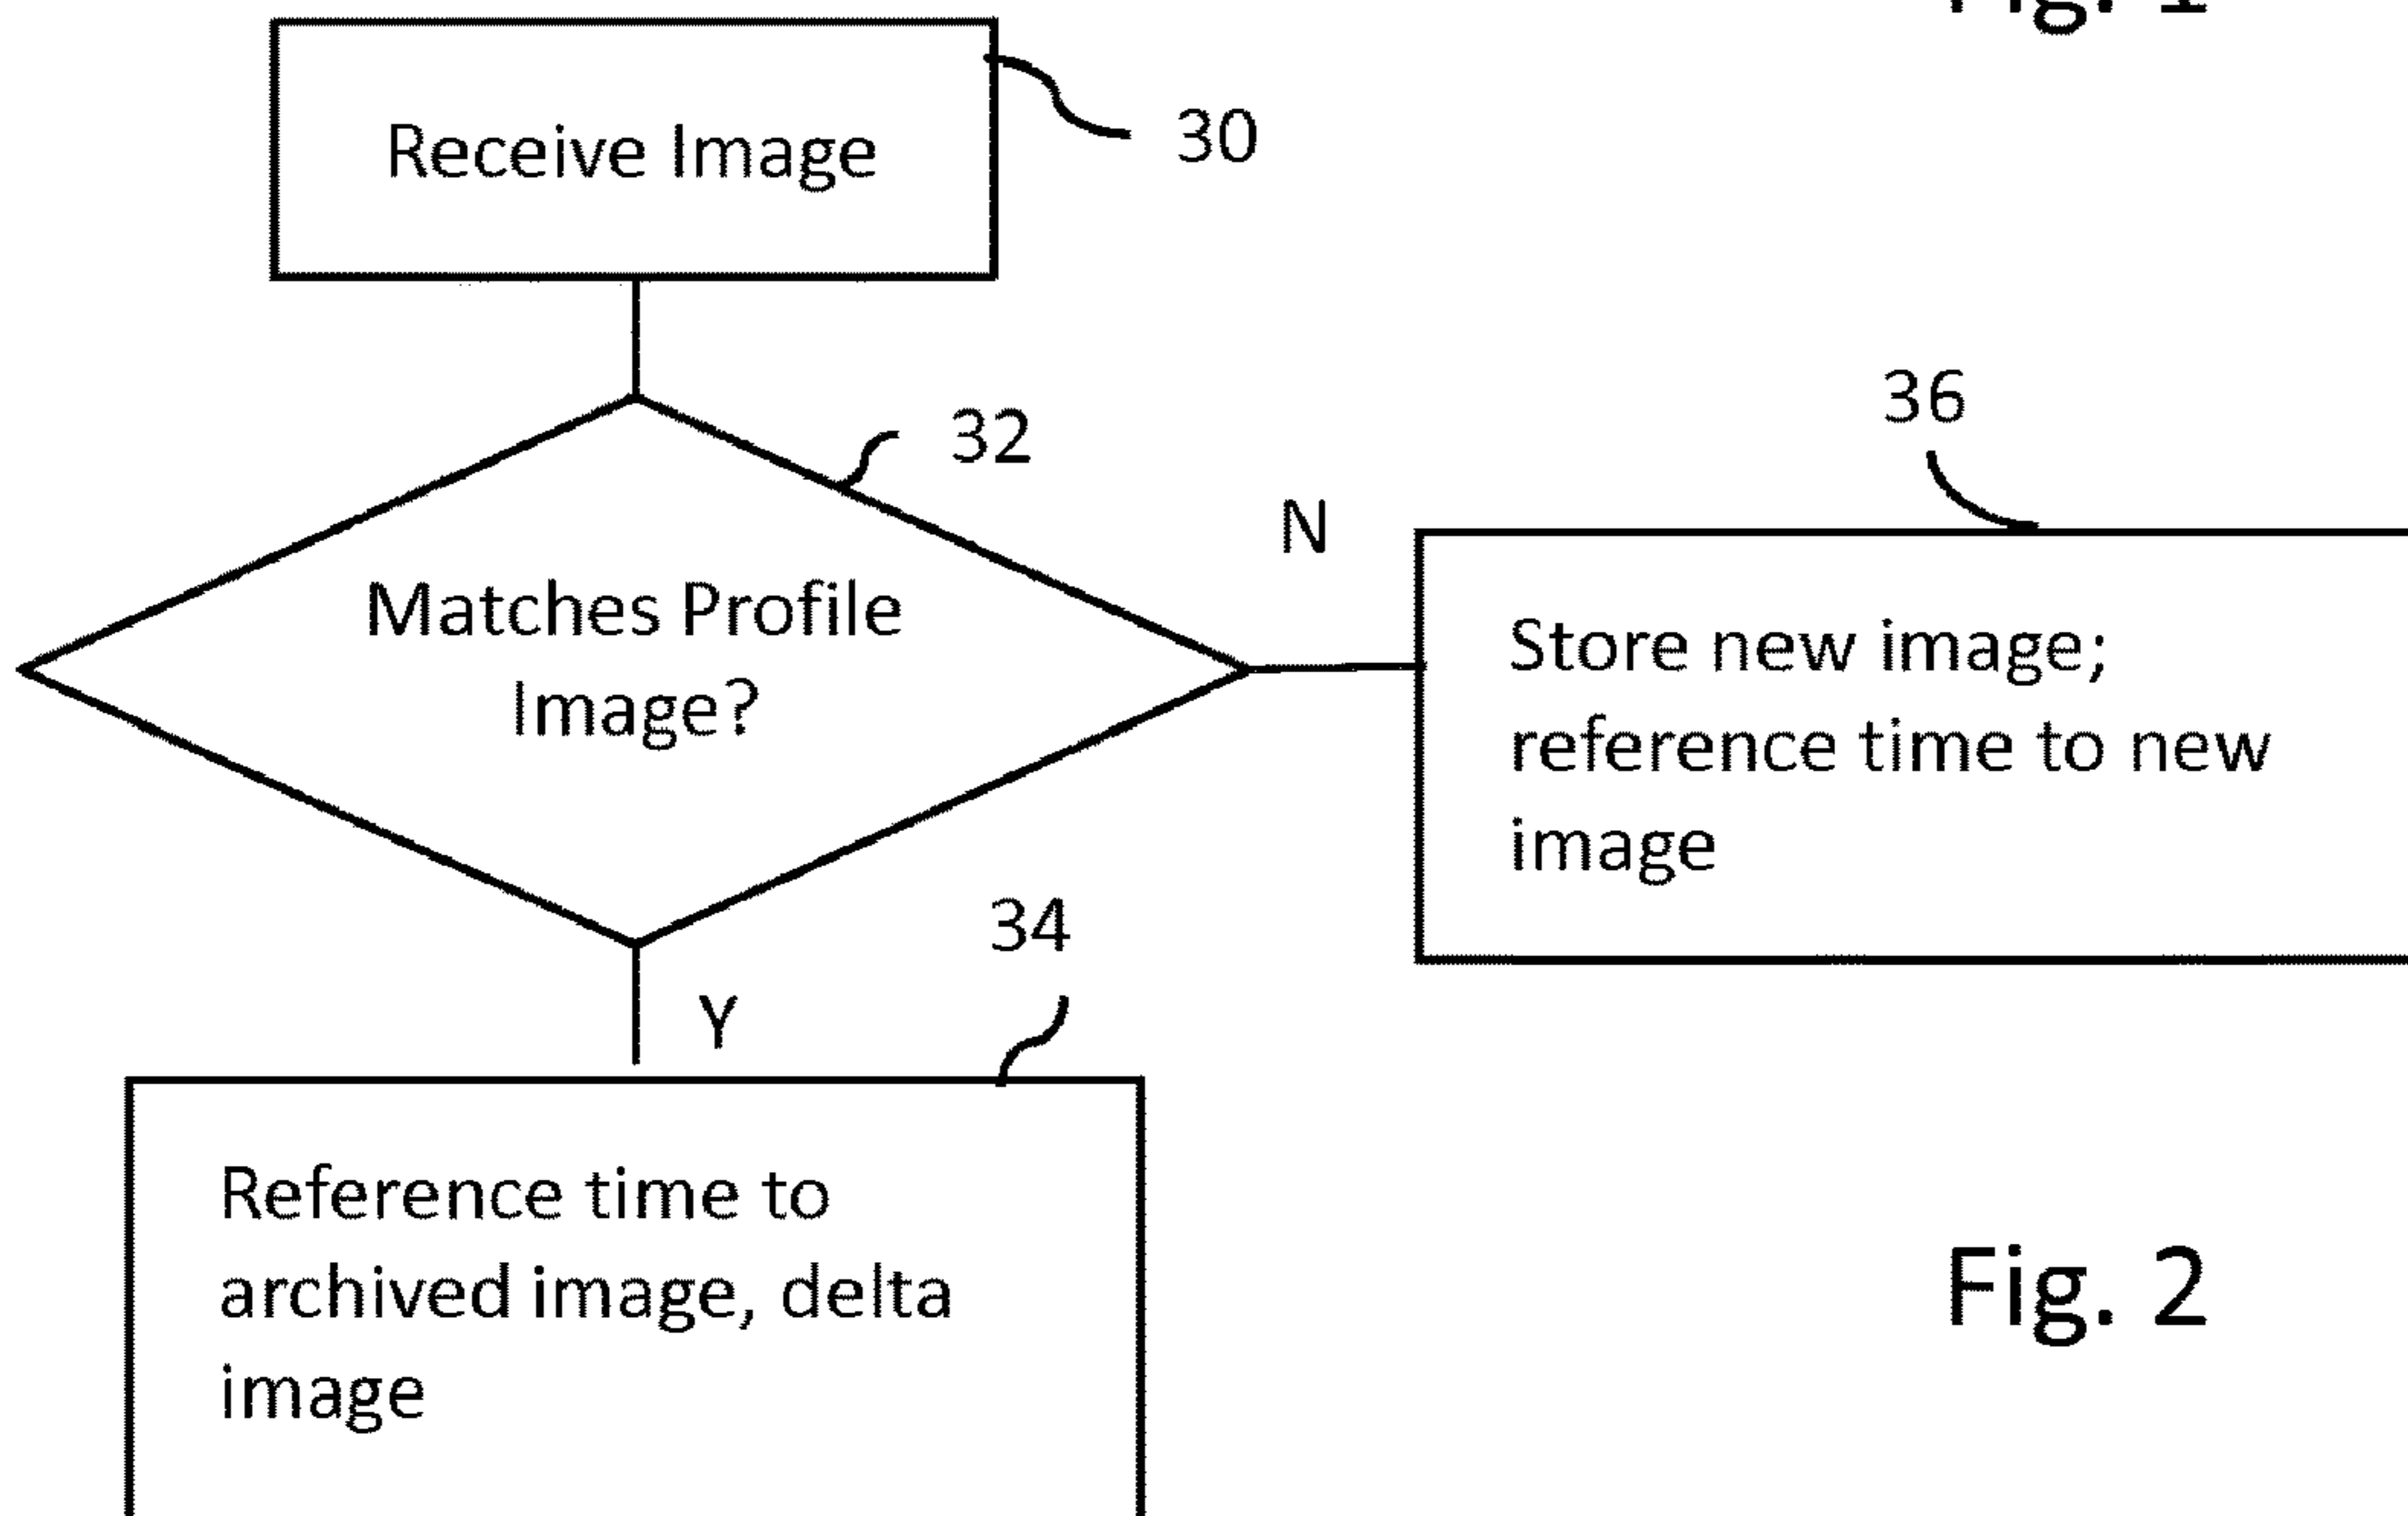 Receive Image
30
32
Matches Profile
Image?
N
36
Store new image;
reference time to new
image
34
Y
Reference time to
archived image, delta
image
Fig. 2